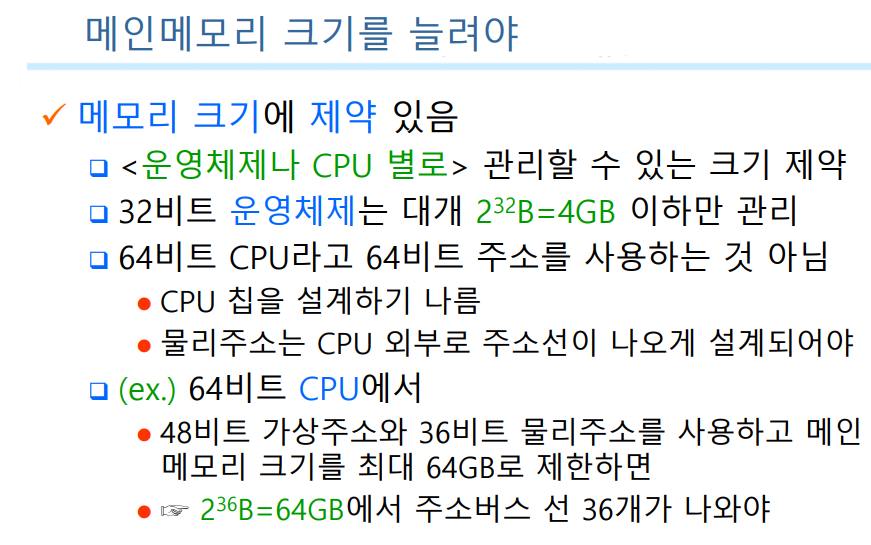 메인메모리 크기를 늘려야
✓ 메모리 크기에 제약 있음
❑ <운영체제나 CPU 별로> 관리할 수 있는 크기 제약
❑ 32비트 운영체제는 대개 2³²B=4GB 이하만 관리
❑ 64비트 CPU라고 64비트 주소를 사용하는 것 아님
● CPU 칩을 설계하기 나름
● 물리주소는 CPU 외부로 주소선이 나오게 설계되어야
❑ (ex.) 64비트 CPU에서
● 48비트 가상주소와 36비트 물리주소를 사용하고 메인
메모리 크기를 최대 64GB로 제한하면
● ☞ 2³⁶B=64GB에서 주소버스 선 36개가 나와야